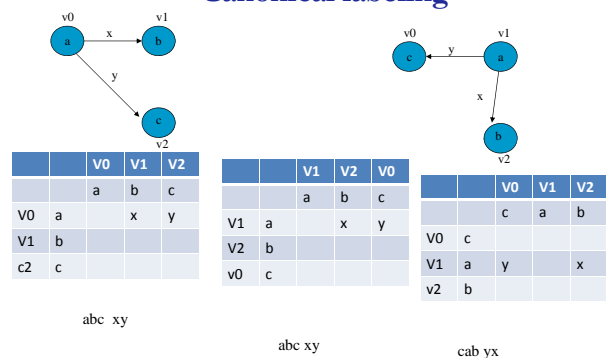 Canonical labeling
v0 v1
a x b
y
c
v2
v0 v1
c y a
x
b
v2
V0 V1 V2
a b c
V0 a x y
V1 b
c2 c
V1 V2 V0
a b c
V1 a x y
V2 b
v0 c
V0 V1 V2
c a b
V0 c
V1 a y x
v2 b
abc xy
abc xy
cab yx